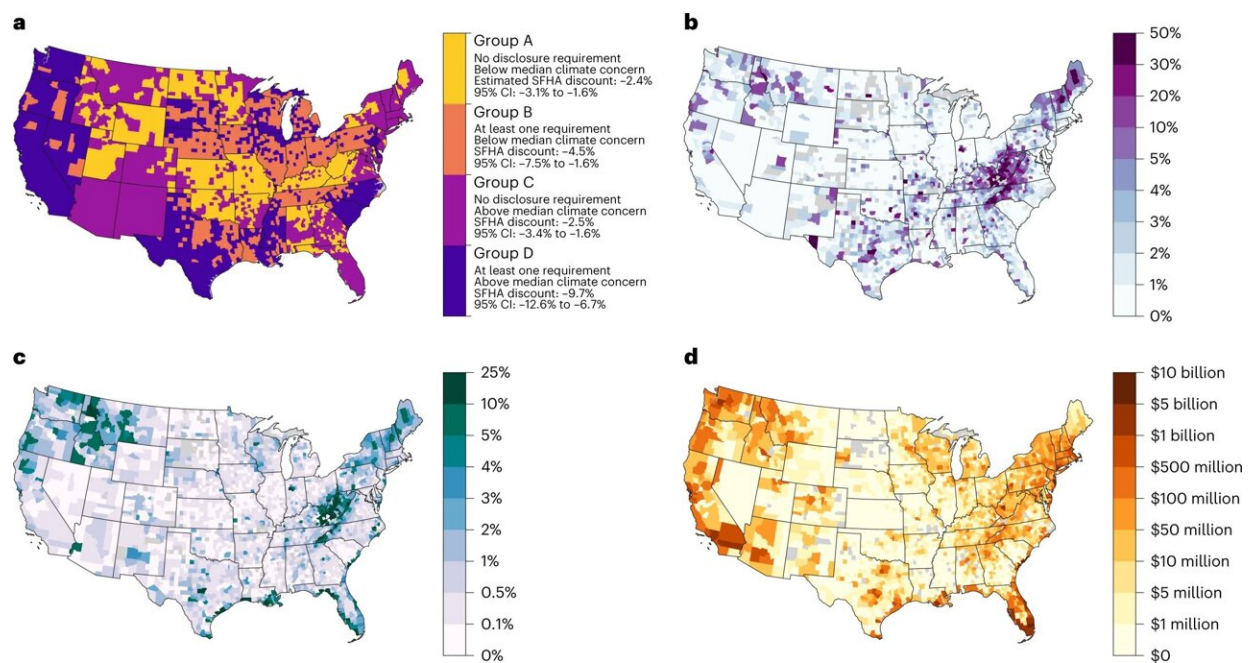 a
Group A
No disclosure requirement
Below median climate concern
Estimated SFHA discount: −2.4%
95% CI: −3.1% to −1.6%
Group B
At least one requirement
Below median climate concern
SFHA discount: −4.5%
95% CI: −7.5% to −1.6%
Group C
No disclosure requirement
Above median climate concern
SFHA discount: −2.5%
95% CI: −3.4% to −1.6%
Group D
At least one requirement
Above median climate concern
SFHA discount: −9.7%
95% CI: −12.6% to −6.7%
b
50%
30%
20%
10%
5%
4%
3%
2%
1%
0%
c
25%
10%
5%
4%
3%
2%
1%
0.5%
0.1%
0%
d
$10 billion
$5 billion
$1 billion
$500 million
$100 million
$50 million
$10 million
$5 million
$1 million
$0